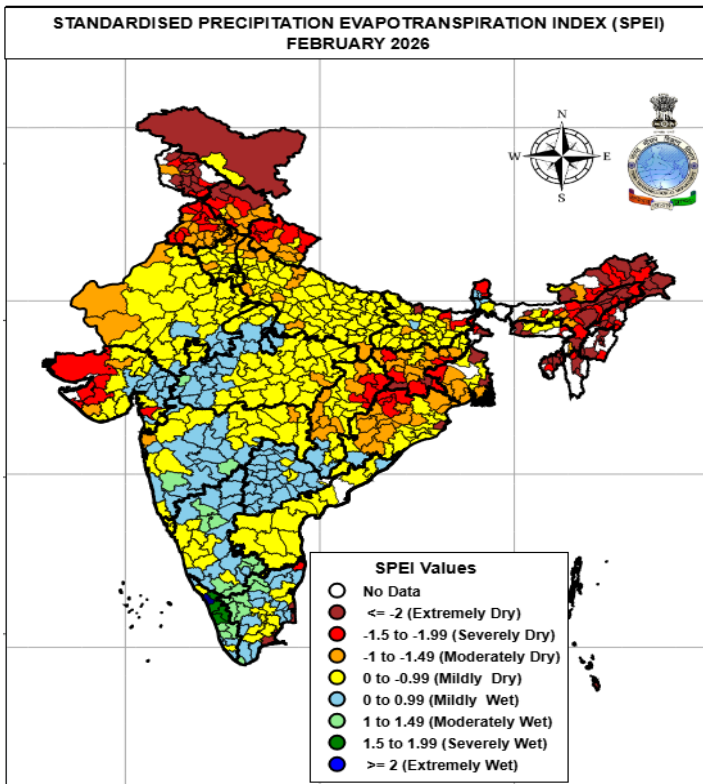 STANDARDISED PRECIPITATION EVAPOTRANSPIRATION INDEX (SPEI)
FEBRUARY 2026
N
W E
S
SPEI Values
No Data
<= -2 (Extremely Dry)
-1.5 to -1.99 (Severely Dry)
-1 to -1.49 (Moderately Dry)
0 to -0.99 (Mildly Dry)
0 to 0.99 (Mildly Wet)
1 to 1.49 (Moderately Wet)
1.5 to 1.99 (Severely Wet)
>= 2 (Extremely Wet)